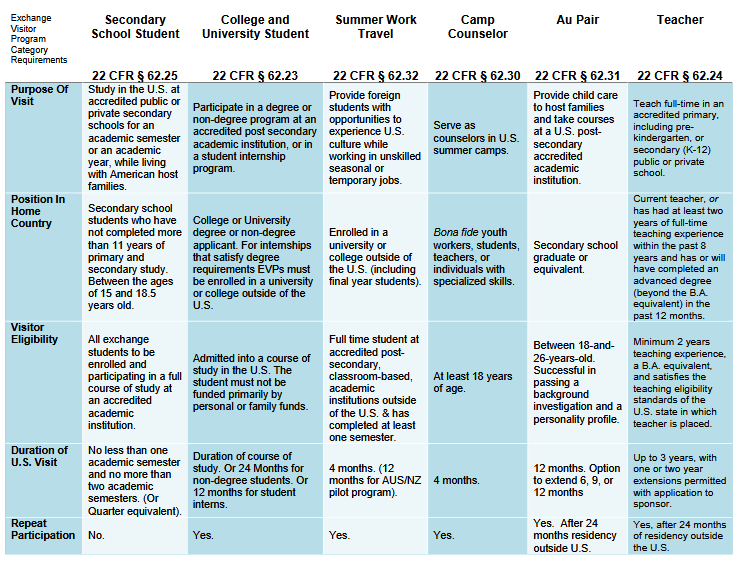 Exchange
Visitor
Program
Category
Requirements
Secondary
School Student
22 CFR § 62.25
College and
University Student
22 CFR § 62.23
Summer Work
Travel
22 CFR § 62.32
Camp
Counselor
22 CFR § 62.30
Au Pair
22 CFR § 62.31
Teacher
22 CFR § 62.24
Purpose Of
Visit
Study in the U.S. at
accredited public or
private secondary
schools for an
academic semester
or an academic
year, while living
with American host
families.
Participate in a degree or
non-degree program at an
accredited post secondary
academic institution, or in
a student internship
program.
Provide foreign
students with
opportunities to
experience U.S.
culture while
working in unskilled
seasonal or
temporary jobs.
Serve as
counselors in U.S.
summer camps.
Provide child care
to host families
and take courses
at a U.S. post-
secondary
accredited
academic
institution.
Teach full-time in an
accredited primary,
including pre-
kindergarten, or
secondary (K-12)
public or private
school.
Position In
Home
Country
Secondary school
students who have
not completed more
than 11 years of
primary and
secondary study.
Between the ages
of 15 and 18.5
years old.
College or University
degree or non-degree
applicant. For internships
that satisfy degree
requirements EVPs must
be enrolled in a university
or college outside of the
U.S.
Enrolled in a
university or
college outside of
the U.S. (including
final year students).
Bona fide youth
workers, students,
teachers, or
individuals with
specialized skills.
Secondary school
graduate or
equivalent.
Current teacher, or
has had at least two
years of full-time
teaching experience
within the past 8
years and has or will
have completed an
advanced degree
(beyond the B.A.
equivalent) in the
past 12 months.
Visitor
Eligibility
All exchange
students to be
enrolled and
participating in a full
course of study at
an accredited
academic
institution.
Admitted into a course of
study in the U.S. The
student must not be
funded primarily by
personal or family funds.
Full time student at
accredited post-
secondary,
classroom-based,
academic
institutions outside
of the U.S. & has
completed at least
one semester.
At least 18 years
of age.
Between 18-and-
26-years-old.
Successful in
passing a
background
investigation and a
personality profile.
Minimum 2 years
teaching experience,
a B.A. equivalent,
and satisfies the
teaching eligibility
standards of the
U.S. state in which
teacher is placed.
Duration of
U.S. Visit
No less than one
academic semester
and no more than
two academic
semesters. (Or
Quarter equivalent).
Duration of course of
study. Or 24 Months for
non-degree students. Or
12 months for student
interns.
4 months. (12
months for AUS/NZ
pilot program).
4 months.
12 months. Option
to extend 6, 9, or
12 months
Up to 3 years, with
one or two year
extensions permitted
with application to
sponsor.
Repeat
Participation
No.
Yes.
Yes.
Yes.
Yes. After 24
months residency
outside U.S.
Yes, after 24 months
of residency outside
the U.S.